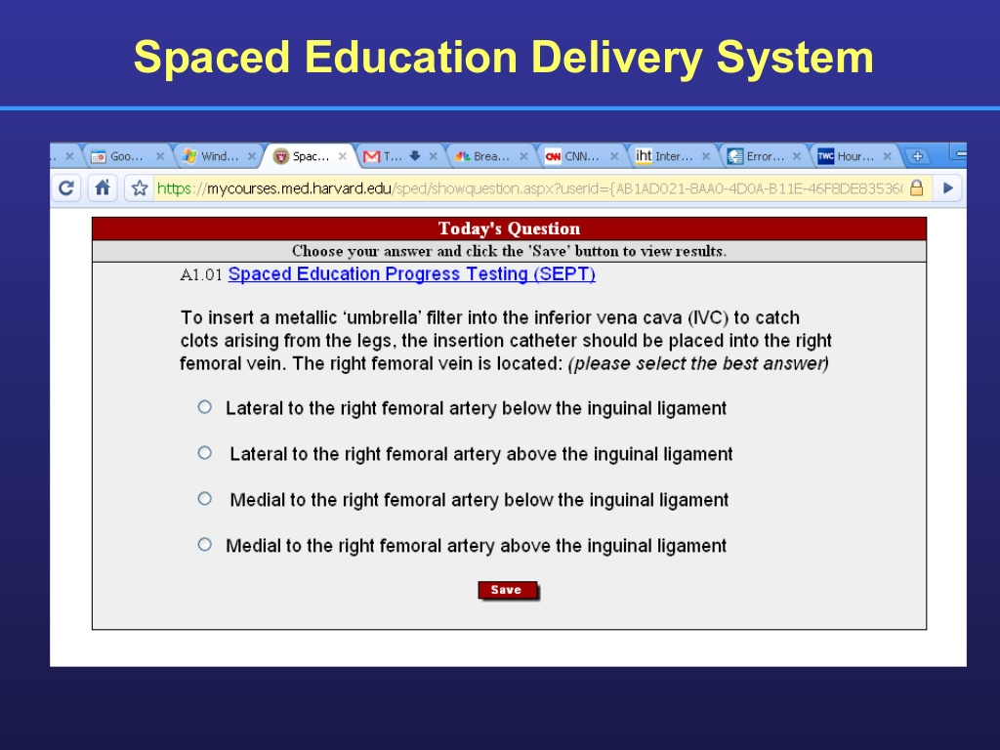 Spaced Education Delivery System
Goo... Wind... Spac... T... Brea... CNN... Inter... Error... Hour...
https://mycourses.med.harvard.edu/sped/showquestion.aspx?userid={AB1AD021-8AA0-4D0A-B11E-46F8DE83536
Today's Question
Choose your answer and click the 'Save' button to view results.
A1.01 Spaced Education Progress Testing (SEPT)
To insert a metallic ‘umbrella’ filter into the inferior vena cava (IVC) to catch
clots arising from the legs, the insertion catheter should be placed into the right
femoral vein. The right femoral vein is located: (please select the best answer)
Lateral to the right femoral artery below the inguinal ligament
Lateral to the right femoral artery above the inguinal ligament
Medial to the right femoral artery below the inguinal ligament
Medial to the right femoral artery above the inguinal ligament
Save